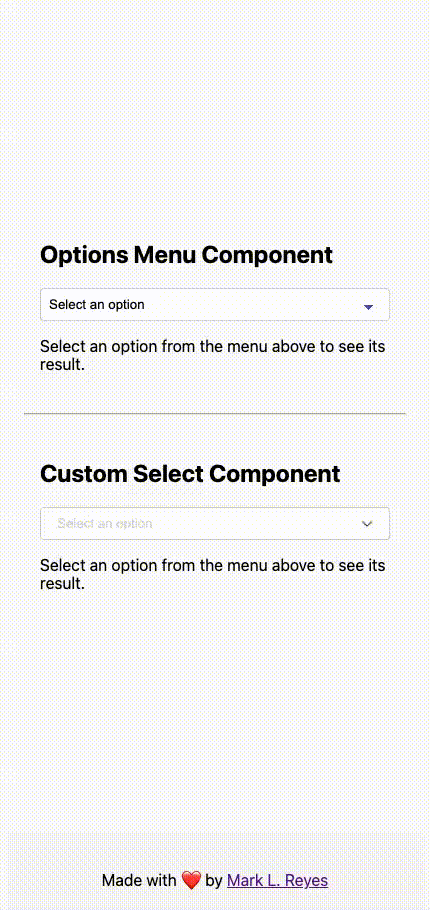 Options Menu Component
Select an option
Select an option from the menu above to see its
result.
Custom Select Component
Select an option
Select an option from the menu above to see its
result.
Made with ❤️ by Mark L. Reyes